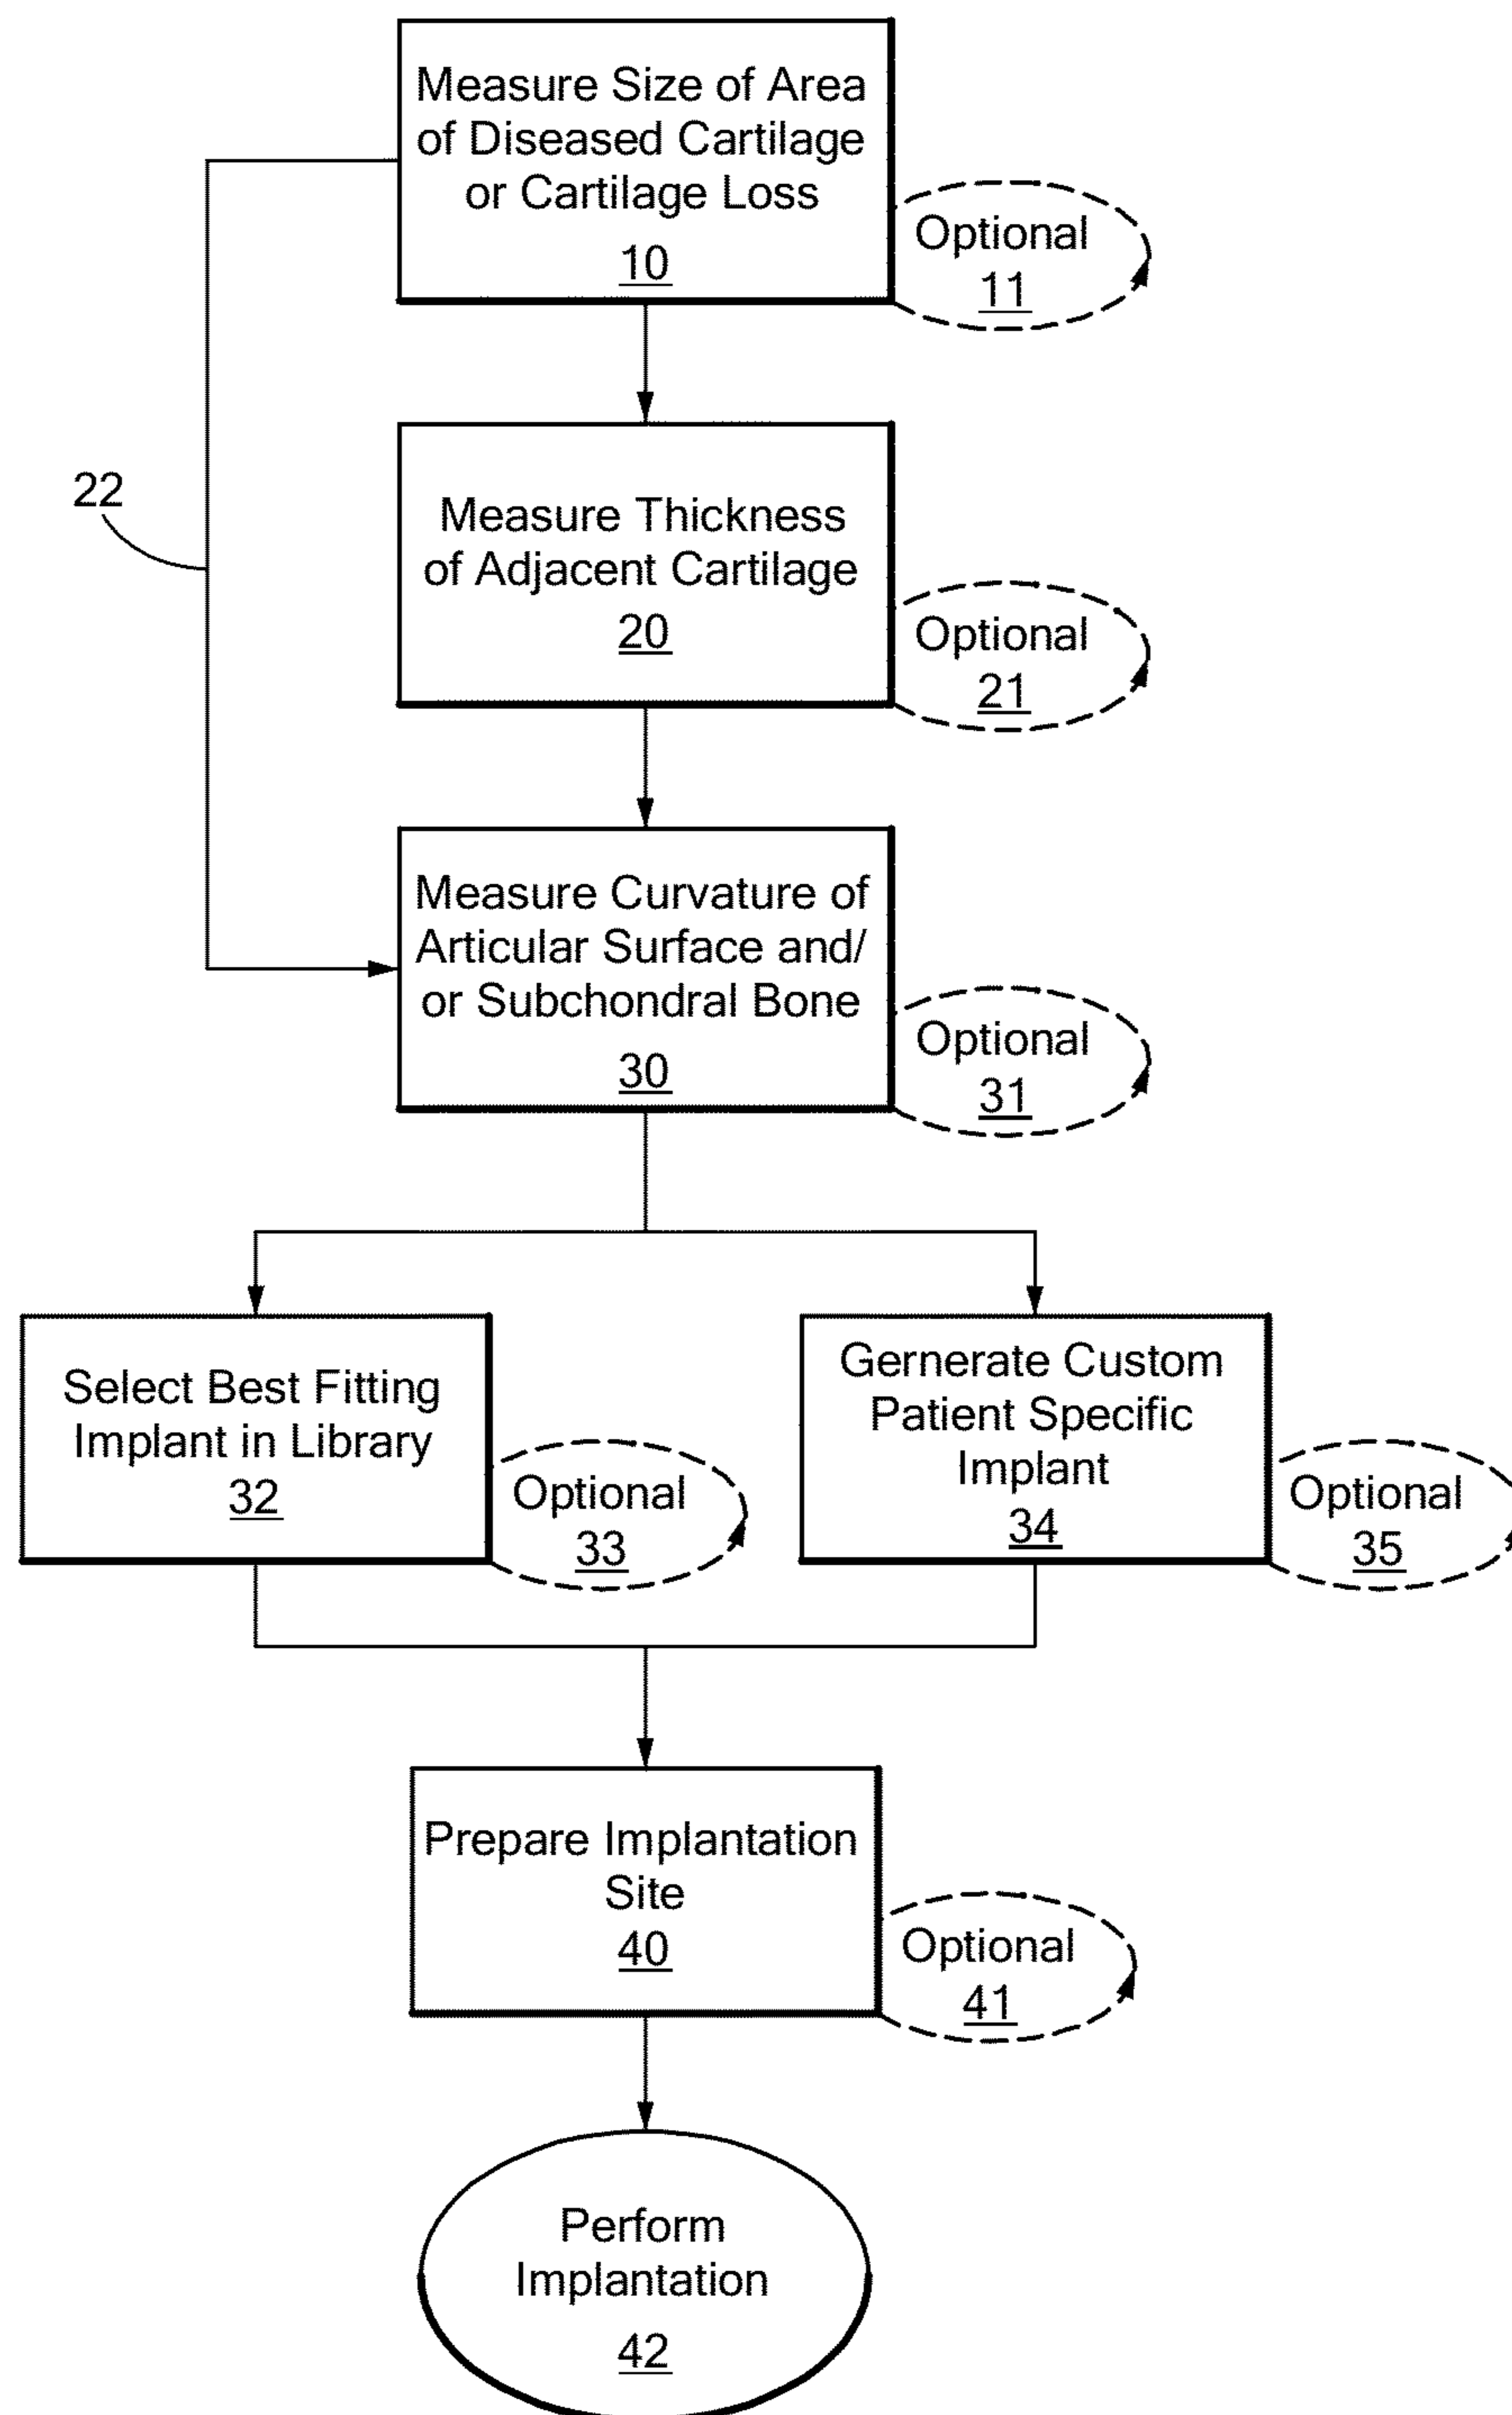 Measure Size of Area
of Diseased Cartilage
or Cartilage Loss
10
Optional
11
22
Measure Thickness
of Adjacent Cartilage
20
Optional
21
Measure Curvature of
Articular Surface and/
or Subchondral Bone
30
Optional
31
Select Best Fitting
Implant in Library
32
Optional
33
Gernerate Custom
Patient Specific
Implant
34
Optional
35
Prepare Implantation
Site
40
Optional
41
Perform
Implantation
42